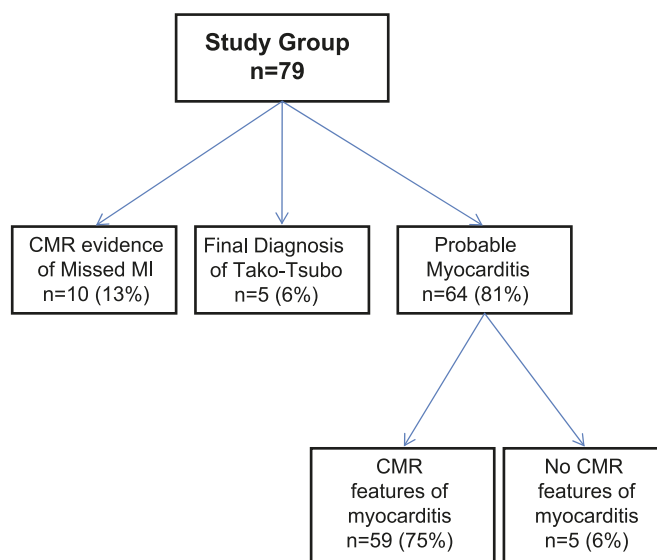 Study Group
n=79
CMR evidence
of Missed MI
n=10 (13%)
Final Diagnosis
of Tako-Tsubo
n=5 (6%)
Probable
Myocarditis
n=64 (81%)
CMR
features of
myocarditis
n=59 (75%)
No CMR
features of
myocarditis
n=5 (6%)